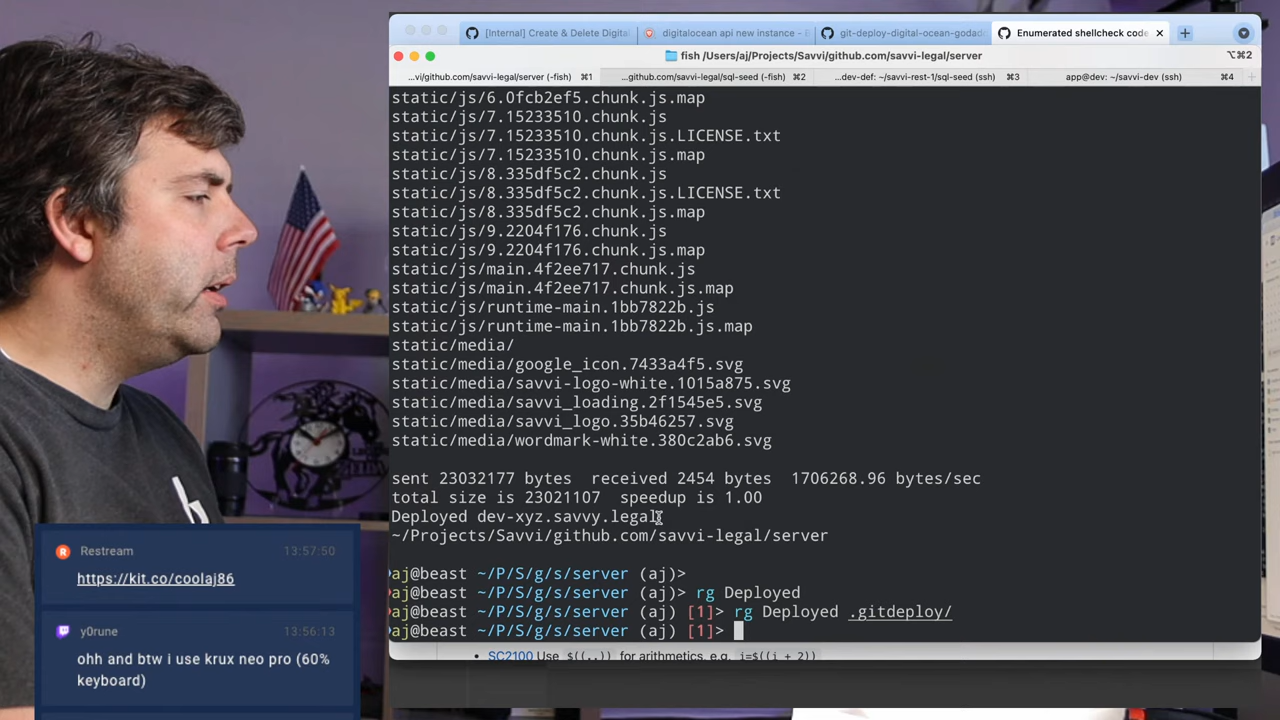 [Internal] Create & Delete Digital
digitalocean api new instance - B
git-deploy-digital-ocean-godadd
Enumerated shellcheck code
fish /Users/aj/Projects/Savvi/github.com/savvi-legal/server
⌥⌘2
...vi/github.com/savvi-legal/server (-fish) ⌘1
...github.com/savvi-legal/sql-seed (-fish) ⌘2
...dev-def: ~/savvi-rest-1/sql-seed (ssh) ⌘3
app@dev: ~/savvi-dev (ssh) ⌘4
static/js/6.0fcb2ef5.chunk.js.map
static/js/7.15233510.chunk.js
static/js/7.15233510.chunk.js.LICENSE.txt
static/js/7.15233510.chunk.js.map
static/js/8.335df5c2.chunk.js
static/js/8.335df5c2.chunk.js.LICENSE.txt
static/js/8.335df5c2.chunk.js.map
static/js/9.2204f176.chunk.js
static/js/9.2204f176.chunk.js.map
static/js/main.4f2ee717.chunk.js
static/js/main.4f2ee717.chunk.js.map
static/js/runtime-main.1bb7822b.js
static/js/runtime-main.1bb7822b.js.map
static/media/
static/media/google_icon.7433a4f5.svg
static/media/savvi-logo-white.1015a875.svg
static/media/savvi_loading.2f1545e5.svg
static/media/savvi_logo.35b46257.svg
static/media/wordmark-white.380c2ab6.svg
sent 23032177 bytes  received 2454 bytes  1706268.96 bytes/sec
total size is 23021107  speedup is 1.00
Deployed dev-xyz.savvy.legal
~/Projects/Savvi/github.com/savvi-legal/server
aj@beast ~/P/S/g/s/server (aj)>
aj@beast ~/P/S/g/s/server (aj)> rg Deployed
aj@beast ~/P/S/g/s/server (aj) [1]> rg Deployed .gitdeploy/
aj@beast ~/P/S/g/s/server (aj) [1]>
SC2100 Use $((..)) for arithmetics, e.g. i=$((i + 2))
Restream 13:57:50
https://kit.co/coolaj86
y0rune 13:56:13
ohh and btw i use krux neo pro (60%
keyboard)